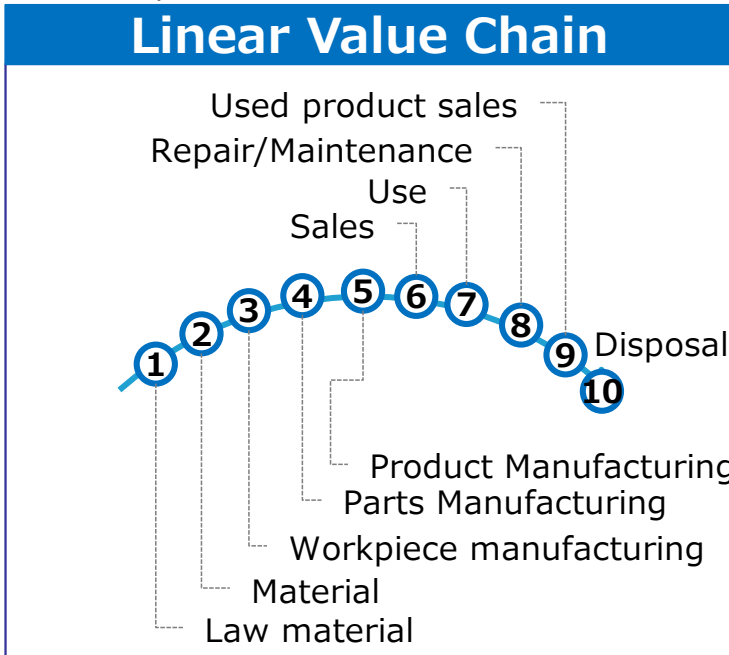 Linear Value Chain
Used product sales
Repair/Maintenance
Use
Sales
1
2
3
4
5
6
7
8
9
10
Disposal
Product Manufacturing
Parts Manufacturing
Workpiece manufacturing
Material
Law material